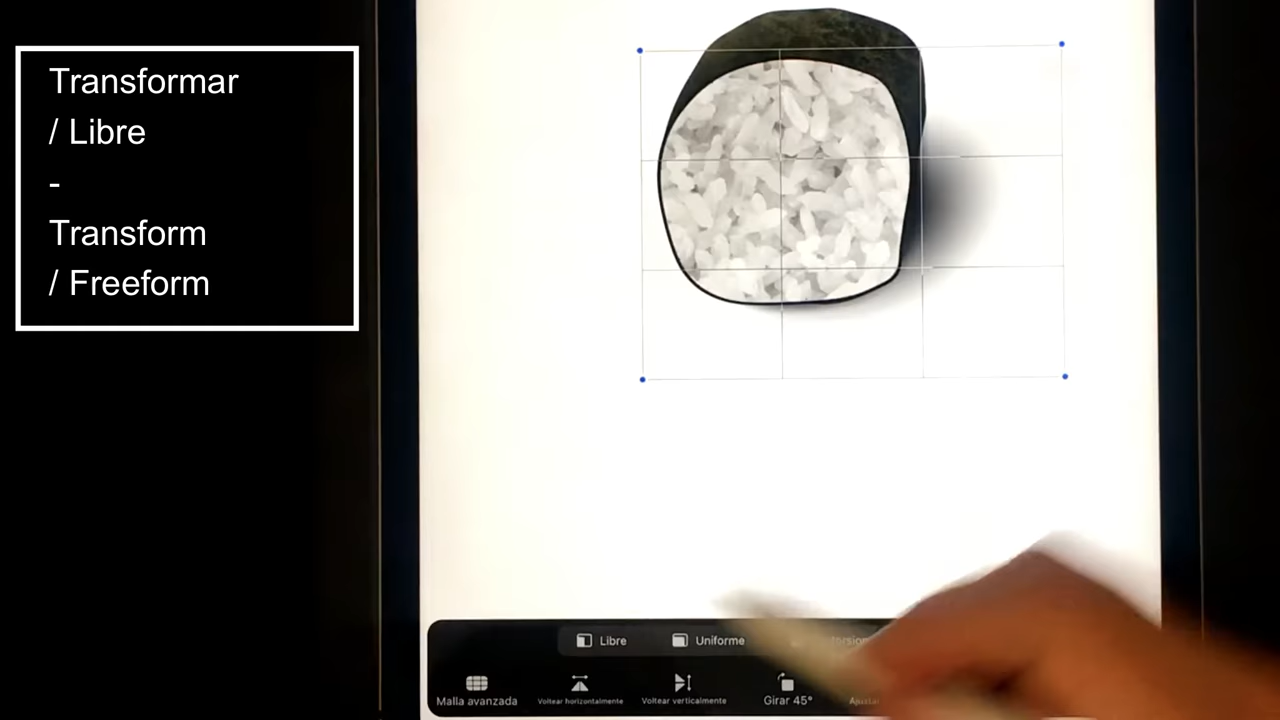 Transformar
/ Libre
-
Transform
/ Freeform
Libre Uniforme
Malla avanzada Voltear horizontalmente Voltear verticalmente Girar 45°